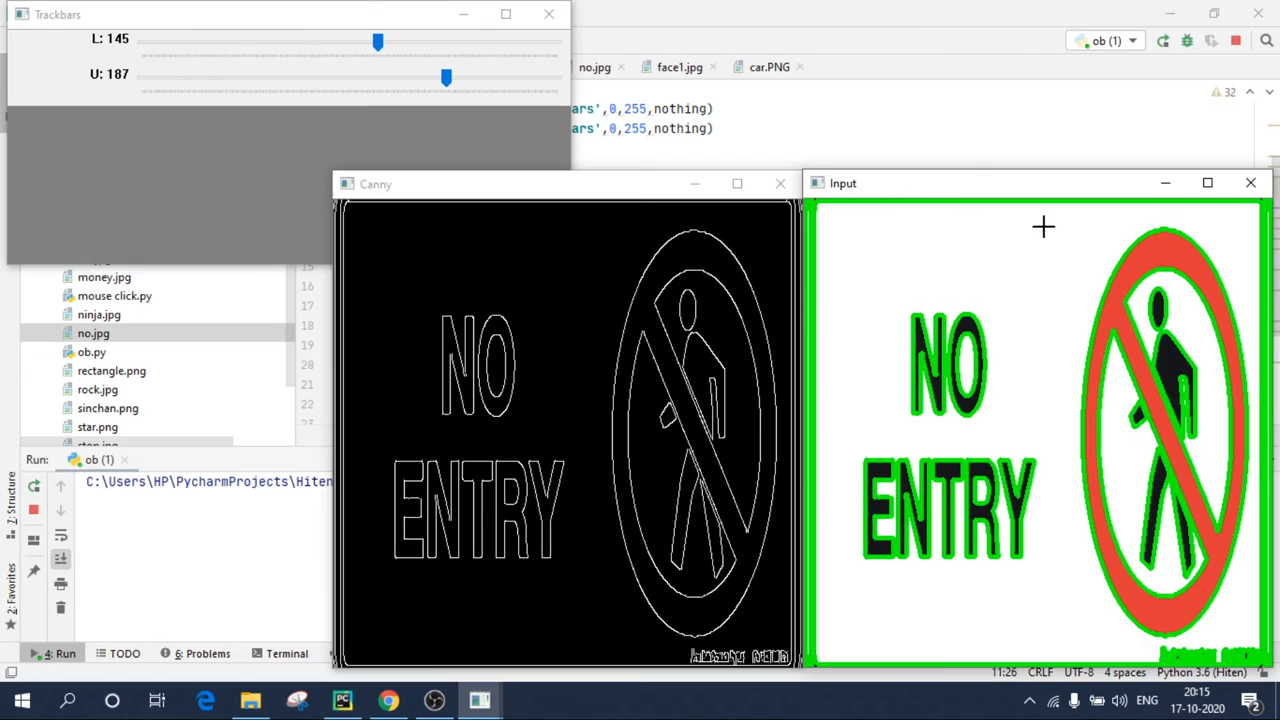 Trackbars
L: 145
U: 187
ob (1)
no.jpg
face1.jpg
car.PNG
32
ars',0,255,nothing)
ars',0,255,nothing)
Canny
Input
money.jpg
mouse click.py
ninja.jpg
no.jpg
ob.py
rectangle.png
rock.jpg
sinchan.png
star.png
stop.jpg
15
16
17
18
19
20
21
22
NO
ENTRY
NO
ENTRY
Run:
ob (1)
C:\Users\HP\PycharmProjects\Hiten
Z: Structure
2: Favorites
4: Run
TODO
6: Problems
Terminal
11:26
CRLF
UTF-8
4 spaces
Python 3.6 (Hiten)
ENG
20:15
17-10-2020
2